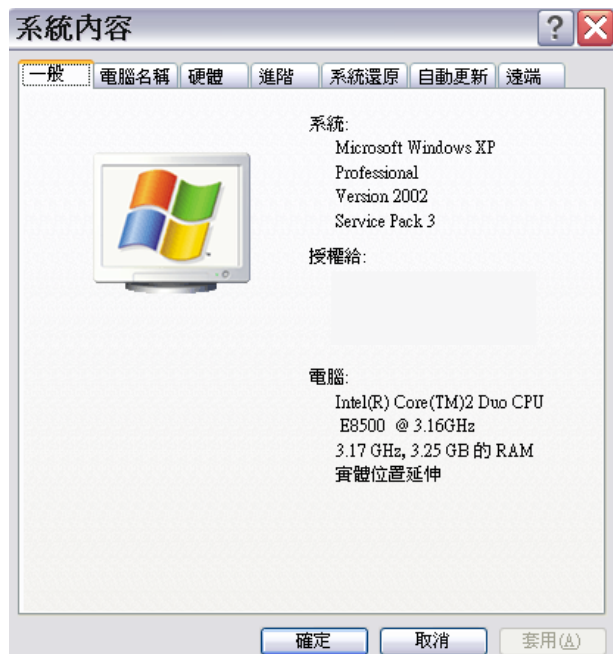 系統內容
一般 電腦名稱 硬體 進階 系統還原 自動更新 遠端
系統:
Microsoft Windows XP
Professional
Version 2002
Service Pack 3
授權給:
電腦:
Intel(R) Core(TM)2 Duo CPU
E8500 @ 3.16GHz
3.17 GHz, 3.25 GB 的 RAM
實體位置延伸
確定 取消 套用(A)